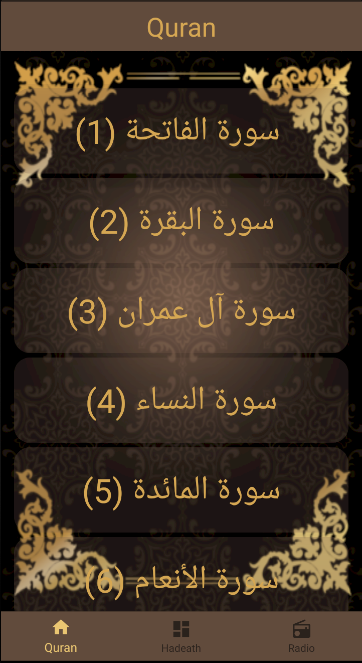 Quran
سورة الفاتحة (1)
سورة البقرة (2)
سورة آل عمران (3)
سورة النساء (4)
سورة المائدة (5)
سورة الأنعام (6)
Quran
Hadeath
Radio